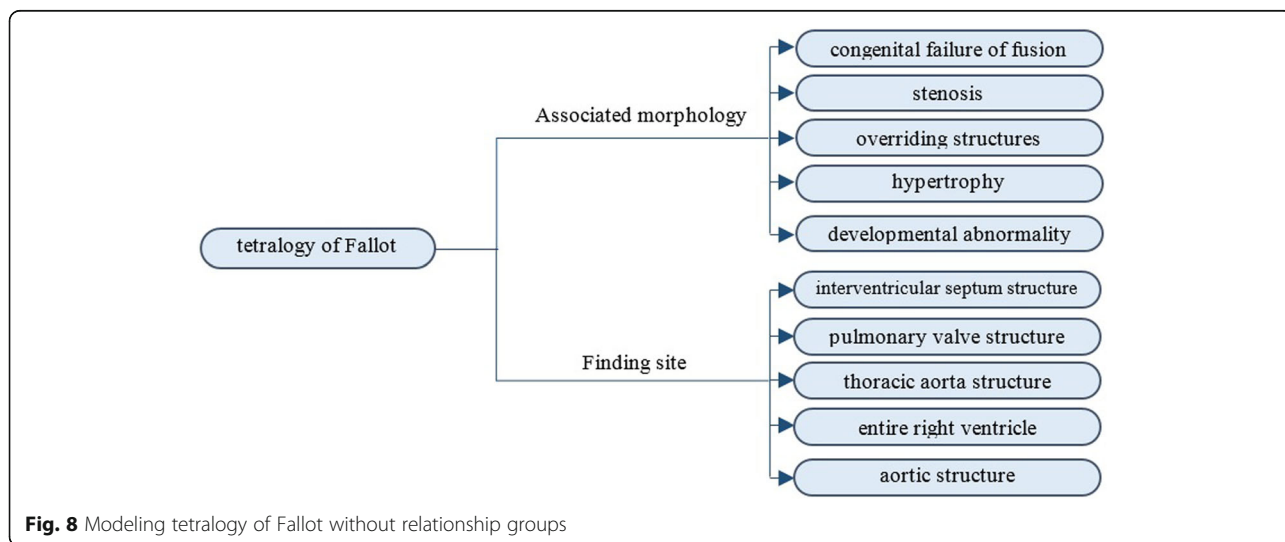 congenital failure of fusion
stenosis
Associated morphology
overriding structures
hypertrophy
developmental abnormality
tetralogy of Fallot
interventricular septum structure
pulmonary valve structure
Finding site
thoracic aorta structure
entire right ventricle
aortic structure
Fig. 8 Modeling tetralogy of Fallot without relationship groups